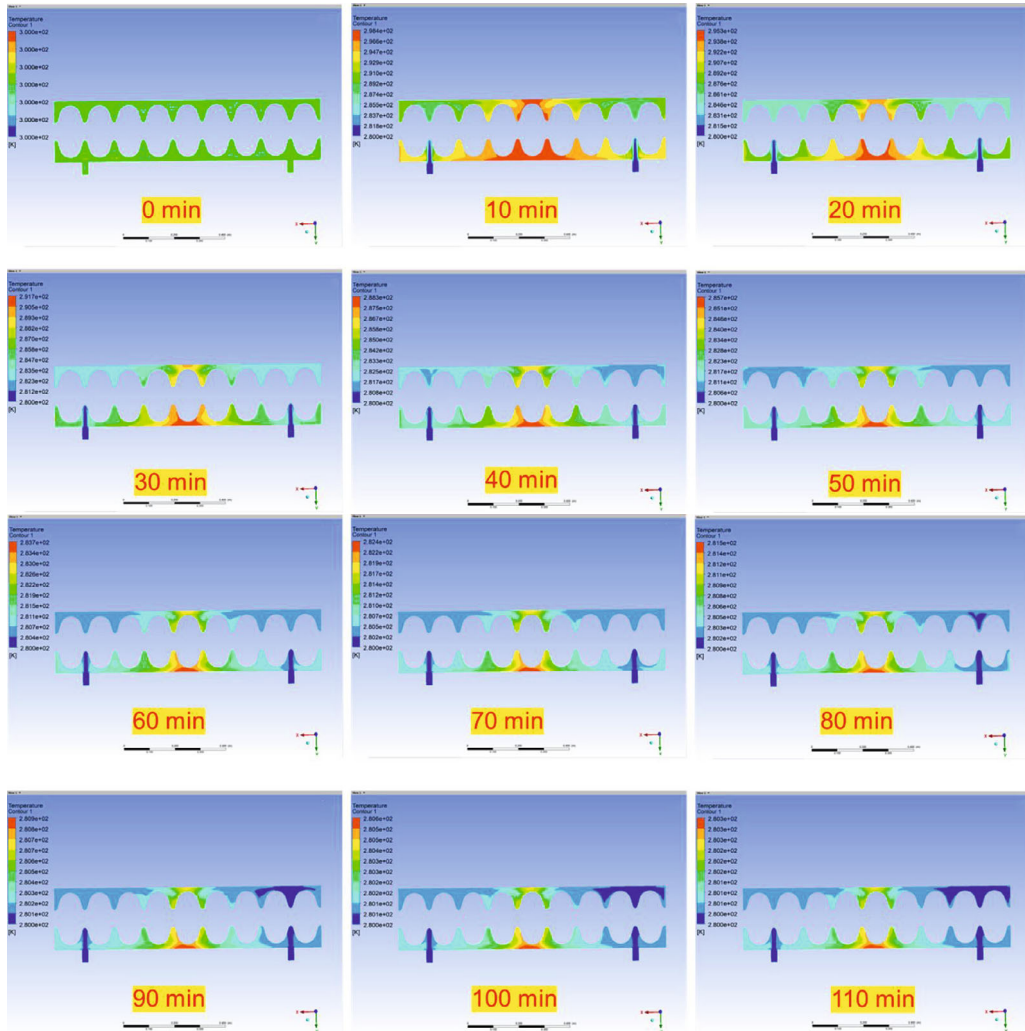 Temperature
Contour 1
3.000e+02
3.000e+02
3.000e+02
3.000e+02
3.000e+02
3.000e+02
3.000e+02
[K]
0 min
Temperature
Contour 1
2.984e+02
2.966e+02
2.947e+02
2.929e+02
2.910e+02
2.892e+02
2.874e+02
2.855e+02
2.837e+02
2.818e+02
2.800e+02
[K]
10 min
Temperature
Contour 1
2.953e+02
2.938e+02
2.922e+02
2.907e+02
2.892e+02
2.876e+02
2.861e+02
2.846e+02
2.831e+02
2.815e+02
2.800e+02
[K]
20 min
Temperature
Contour 1
2.917e+02
2.905e+02
2.893e+02
2.882e+02
2.870e+02
2.858e+02
2.847e+02
2.835e+02
2.823e+02
2.812e+02
2.800e+02
[K]
30 min
Temperature
Contour 1
2.883e+02
2.875e+02
2.867e+02
2.858e+02
2.850e+02
2.842e+02
2.833e+02
2.825e+02
2.817e+02
2.808e+02
2.800e+02
[K]
40 min
Temperature
Contour 1
2.857e+02
2.851e+02
2.846e+02
2.840e+02
2.834e+02
2.828e+02
2.823e+02
2.817e+02
2.811e+02
2.806e+02
2.800e+02
[K]
50 min
Temperature
Contour 1
2.837e+02
2.834e+02
2.830e+02
2.826e+02
2.822e+02
2.819e+02
2.815e+02
2.811e+02
2.807e+02
2.804e+02
2.800e+02
[K]
60 min
Temperature
Contour 1
2.824e+02
2.822e+02
2.819e+02
2.817e+02
2.814e+02
2.812e+02
2.810e+02
2.807e+02
2.805e+02
2.802e+02
2.800e+02
[K]
70 min
Temperature
Contour 1
2.815e+02
2.814e+02
2.812e+02
2.811e+02
2.809e+02
2.808e+02
2.806e+02
2.805e+02
2.803e+02
2.802e+02
2.800e+02
[K]
80 min
Temperature
Contour 1
2.809e+02
2.808e+02
2.807e+02
2.806e+02
2.805e+02
2.804e+02
2.803e+02
2.802e+02
2.801e+02
2.800e+02
[K]
90 min
Temperature
Contour 1
2.806e+02
2.805e+02
2.805e+02
2.804e+02
2.803e+02
2.803e+02
2.802e+02
2.802e+02
2.801e+02
2.801e+02
2.800e+02
[K]
100 min
Temperature
Contour 1
2.803e+02
2.803e+02
2.803e+02
2.802e+02
2.802e+02
2.802e+02
2.801e+02
2.801e+02
2.801e+02
2.800e+02
2.800e+02
[K]
110 min